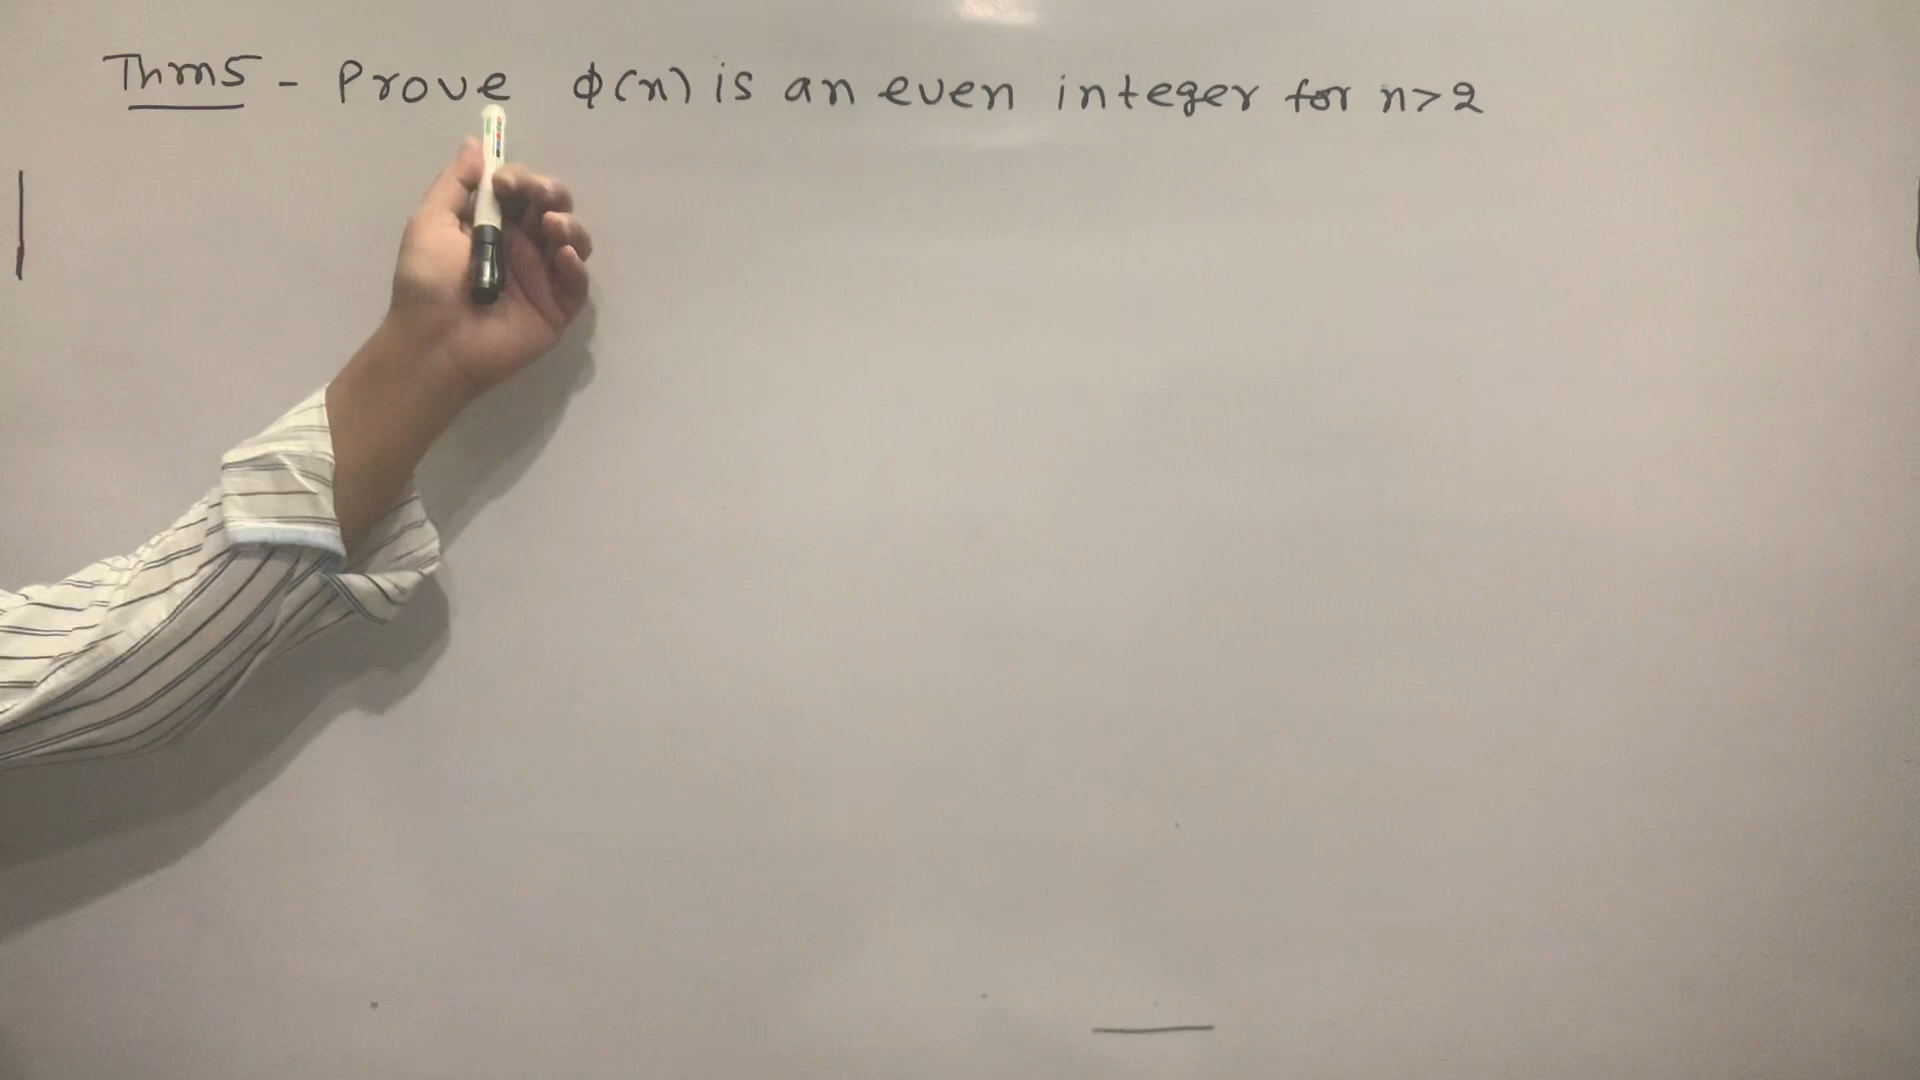 Thm5 - Prove ϕ(n) is an even integer for n>2